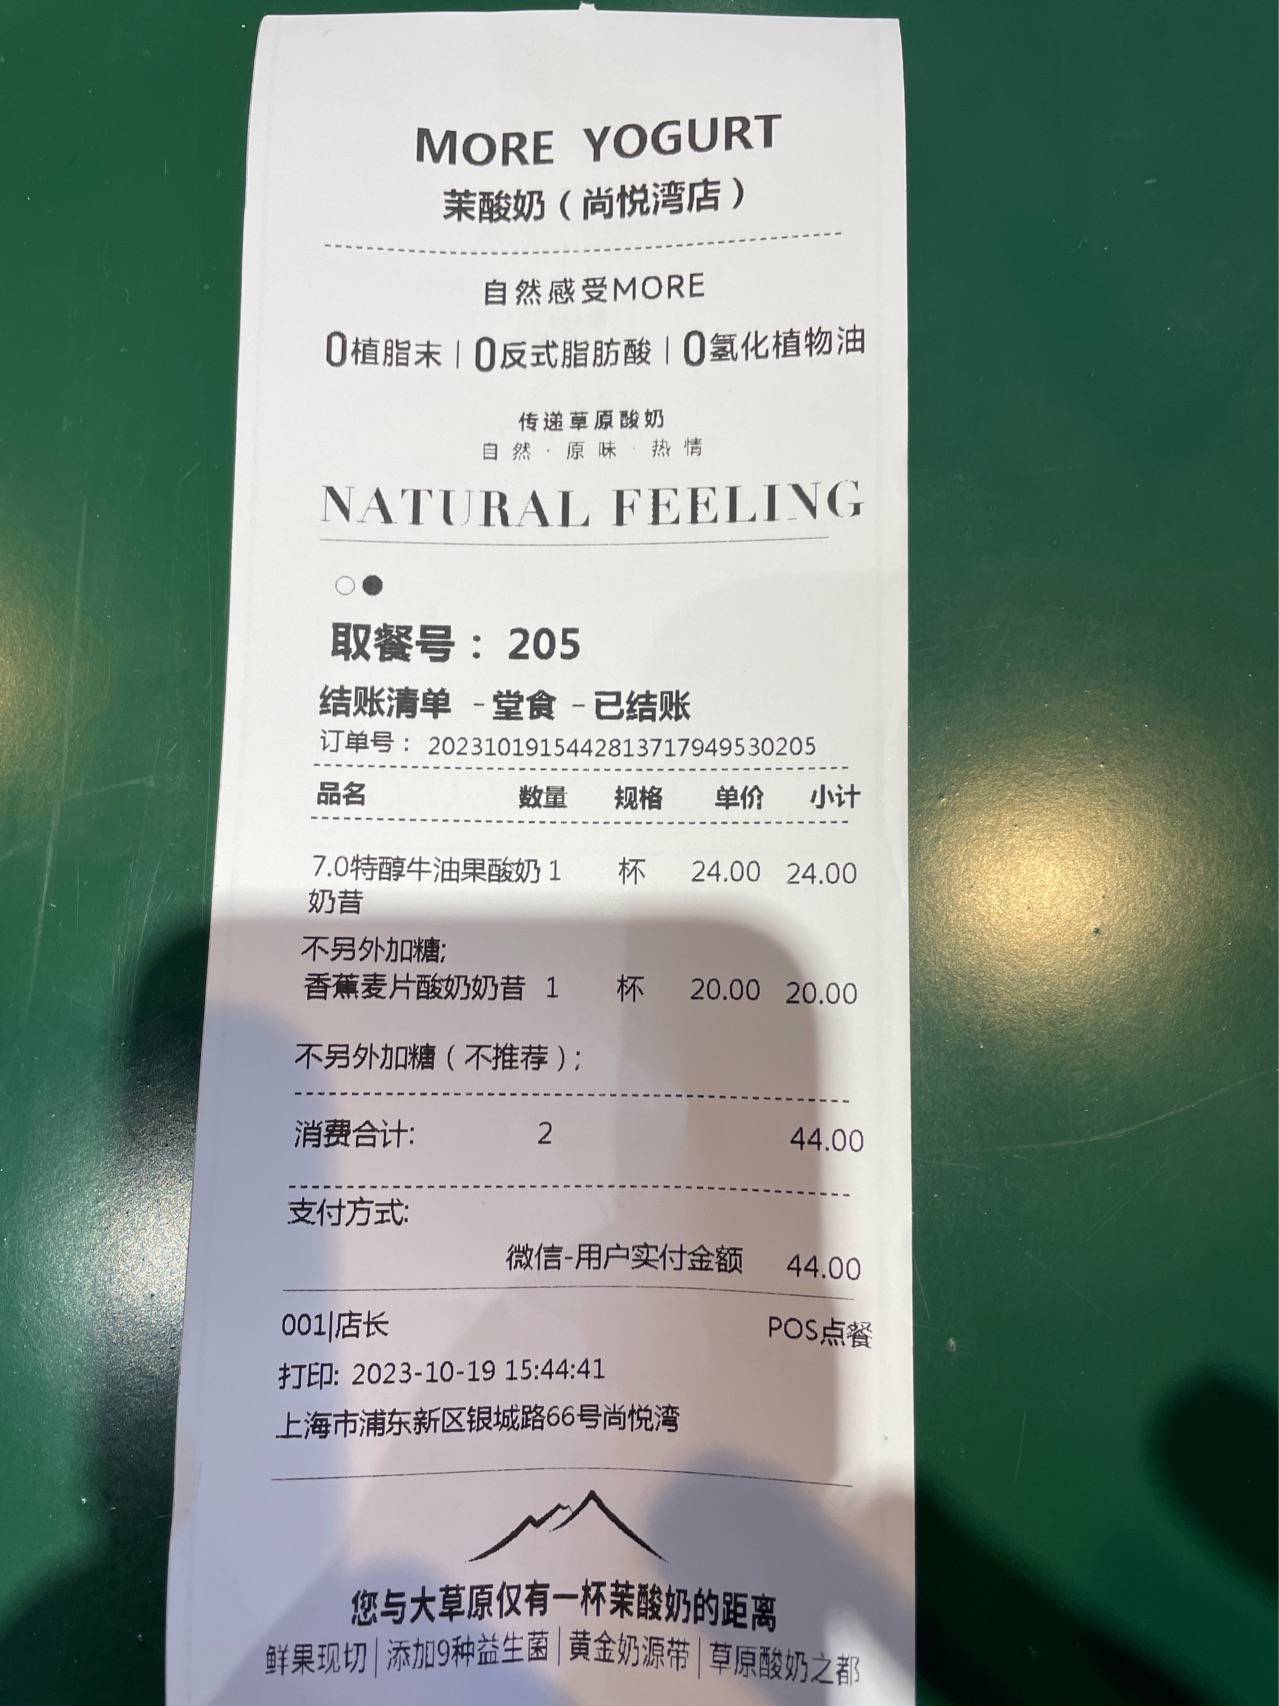 MORE YOGURT
茉酸奶（尚悦湾店）
自然感受MORE
0植脂末｜0反式脂肪酸｜0氢化植物油
传递草原酸奶
自然·原味·热情
NATURAL FEELING
取餐号：205
结账清单 -堂食 -已结账
订单号：20231019154428137179495 30205
品名 数量 规格 单价 小计
7.0特醇牛油果酸奶 1 杯 24.00 24.00
奶昔
不另外加糖;
香蕉麦片酸奶奶昔 1 杯 20.00 20.00
不另外加糖（不推荐）;
消费合计: 2 44.00
支付方式:
微信-用户实付金额 44.00
001|店长 POS点餐
打印: 2023-10-19 15:44:41
上海市浦东新区银城路66号尚悦湾
您与大草原仅有一杯茉酸奶的距离
鲜果现切｜添加9种益生菌｜黄金奶源带｜草原酸奶之都